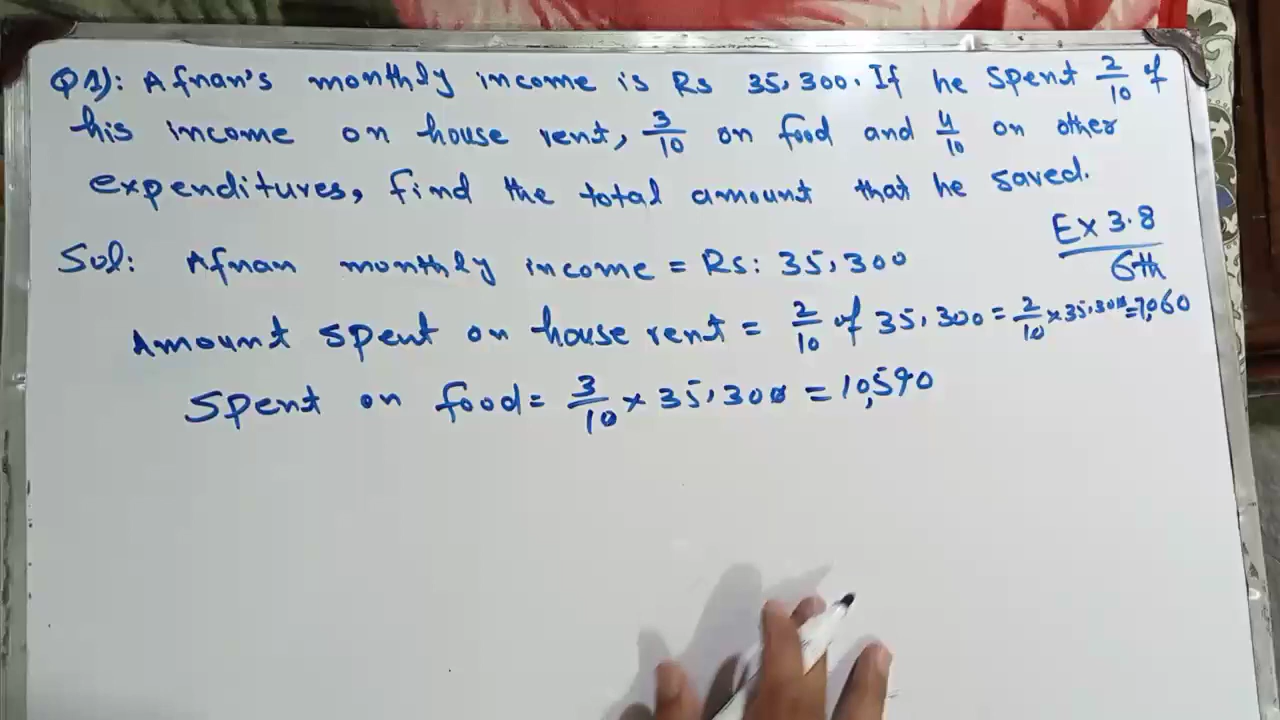 Q1): Afnan's monthly income is Rs 35,300. If he spent 2/10 of
his income on house rent, 3/10 on food and 4/10 on other
expenditures, find the total amount that he saved.
Ex 3.8
6th
Sol: Afnan monthly income = Rs: 35,300
Amount spent on house rent = 2/10 of 35,300 = 2/10 × 35,300 = 7,060
Spent on food = 3/10 × 35,300 = 10,590